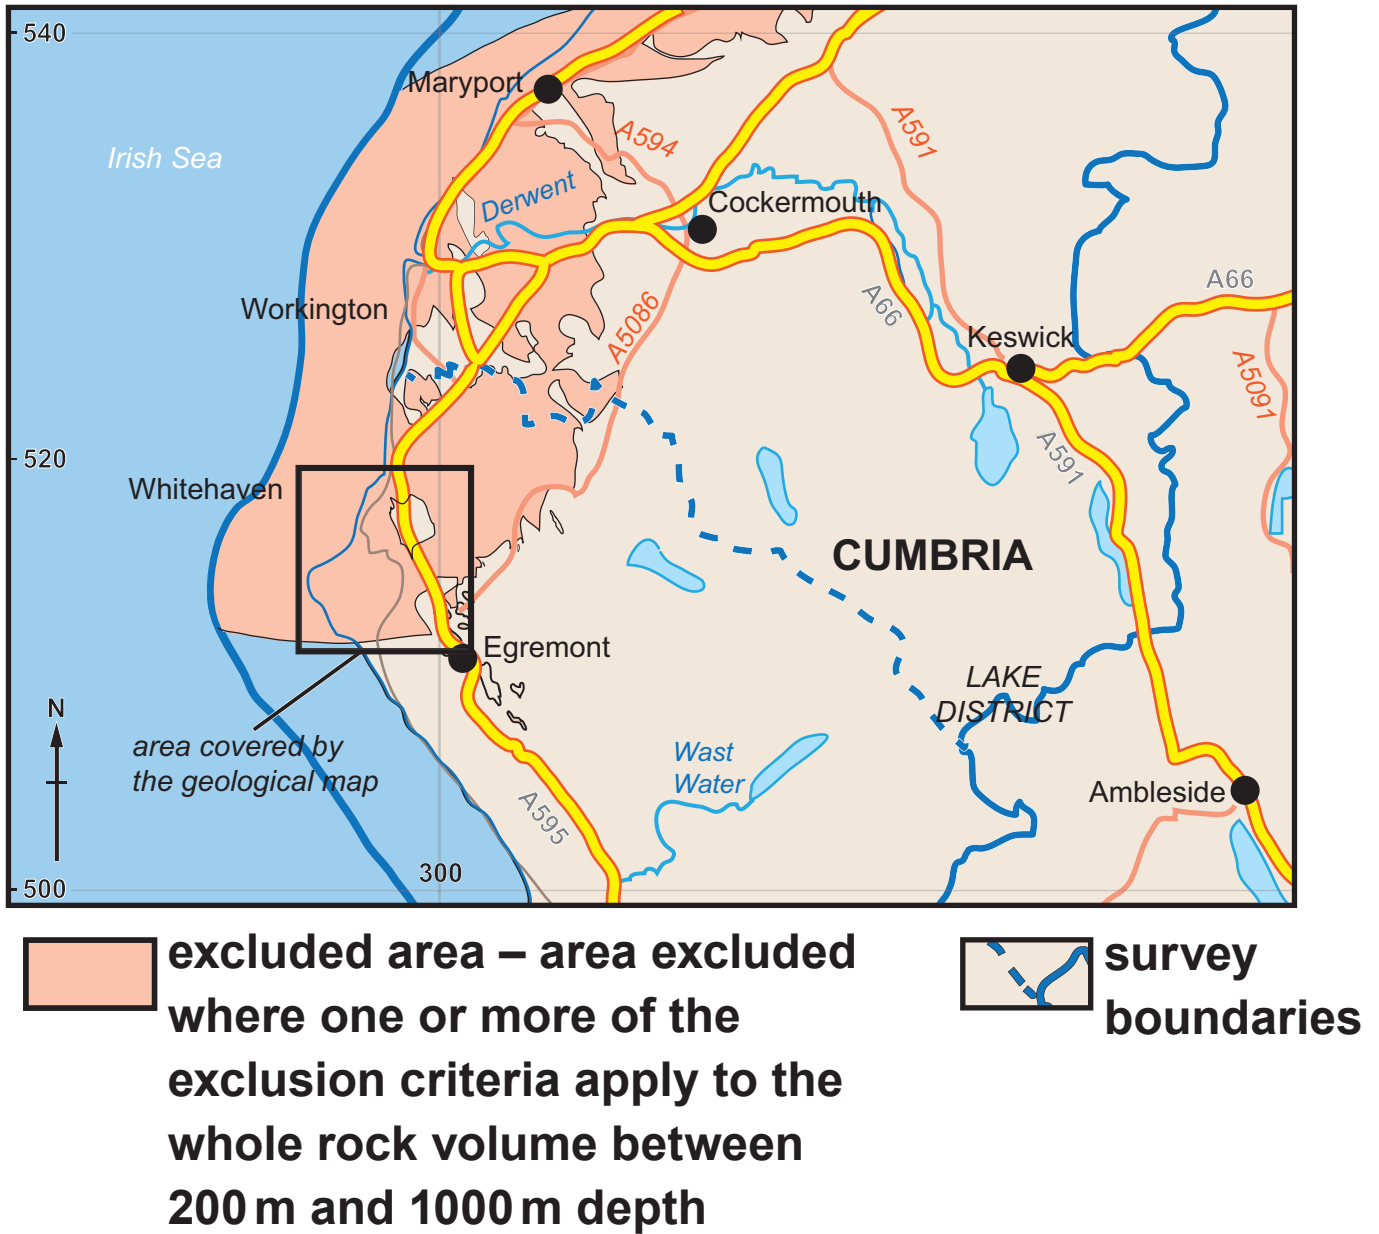 540
Maryport
Irish Sea
A594
A591
Derwent
Cockermouth
A66
Workington
A66
A5086
Keswick
A5091
520
A591
Whitehaven
CUMBRIA
Egremont
LAKE
DISTRICT
N
area covered by
the geological map
Wast
Water
Ambleside
A595
300
500
excluded area – area excluded
where one or more of the
exclusion criteria apply to the
whole rock volume between
200 m and 1000 m depth
survey
boundaries